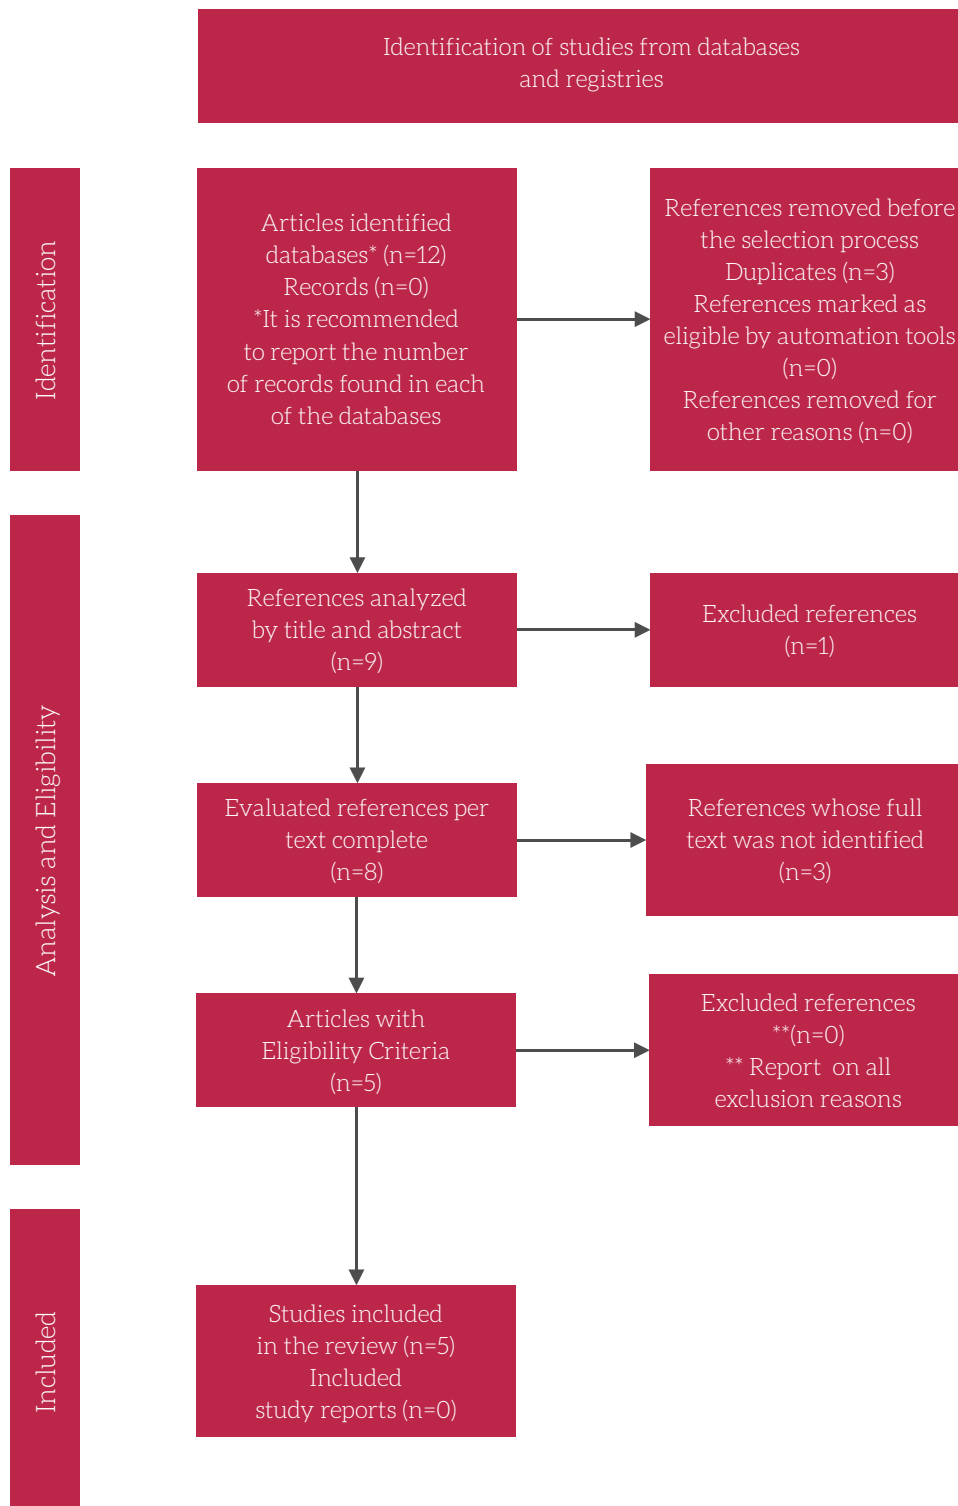 Identification of studies from databases
and registries
Identification
Articles identified
databases* (n=12)
Records (n=0)
*It is recommended
to report the number
of records found in each
of the databases
References removed before
the selection process
Duplicates (n=3)
References marked as
eligible by automation tools
(n=0)
References removed for
other reasons (n=0)
Analysis and Eligibility
References analyzed
by title and abstract
(n=9)
Excluded references
(n=1)
Evaluated references per
text complete
(n=8)
References whose full
text was not identified
(n=3)
Articles with
Eligibility Criteria
(n=5)
Excluded references
**(n=0)
** Report on all
exclusion reasons
Included
Studies included
in the review (n=5)
Included
study reports (n=0)